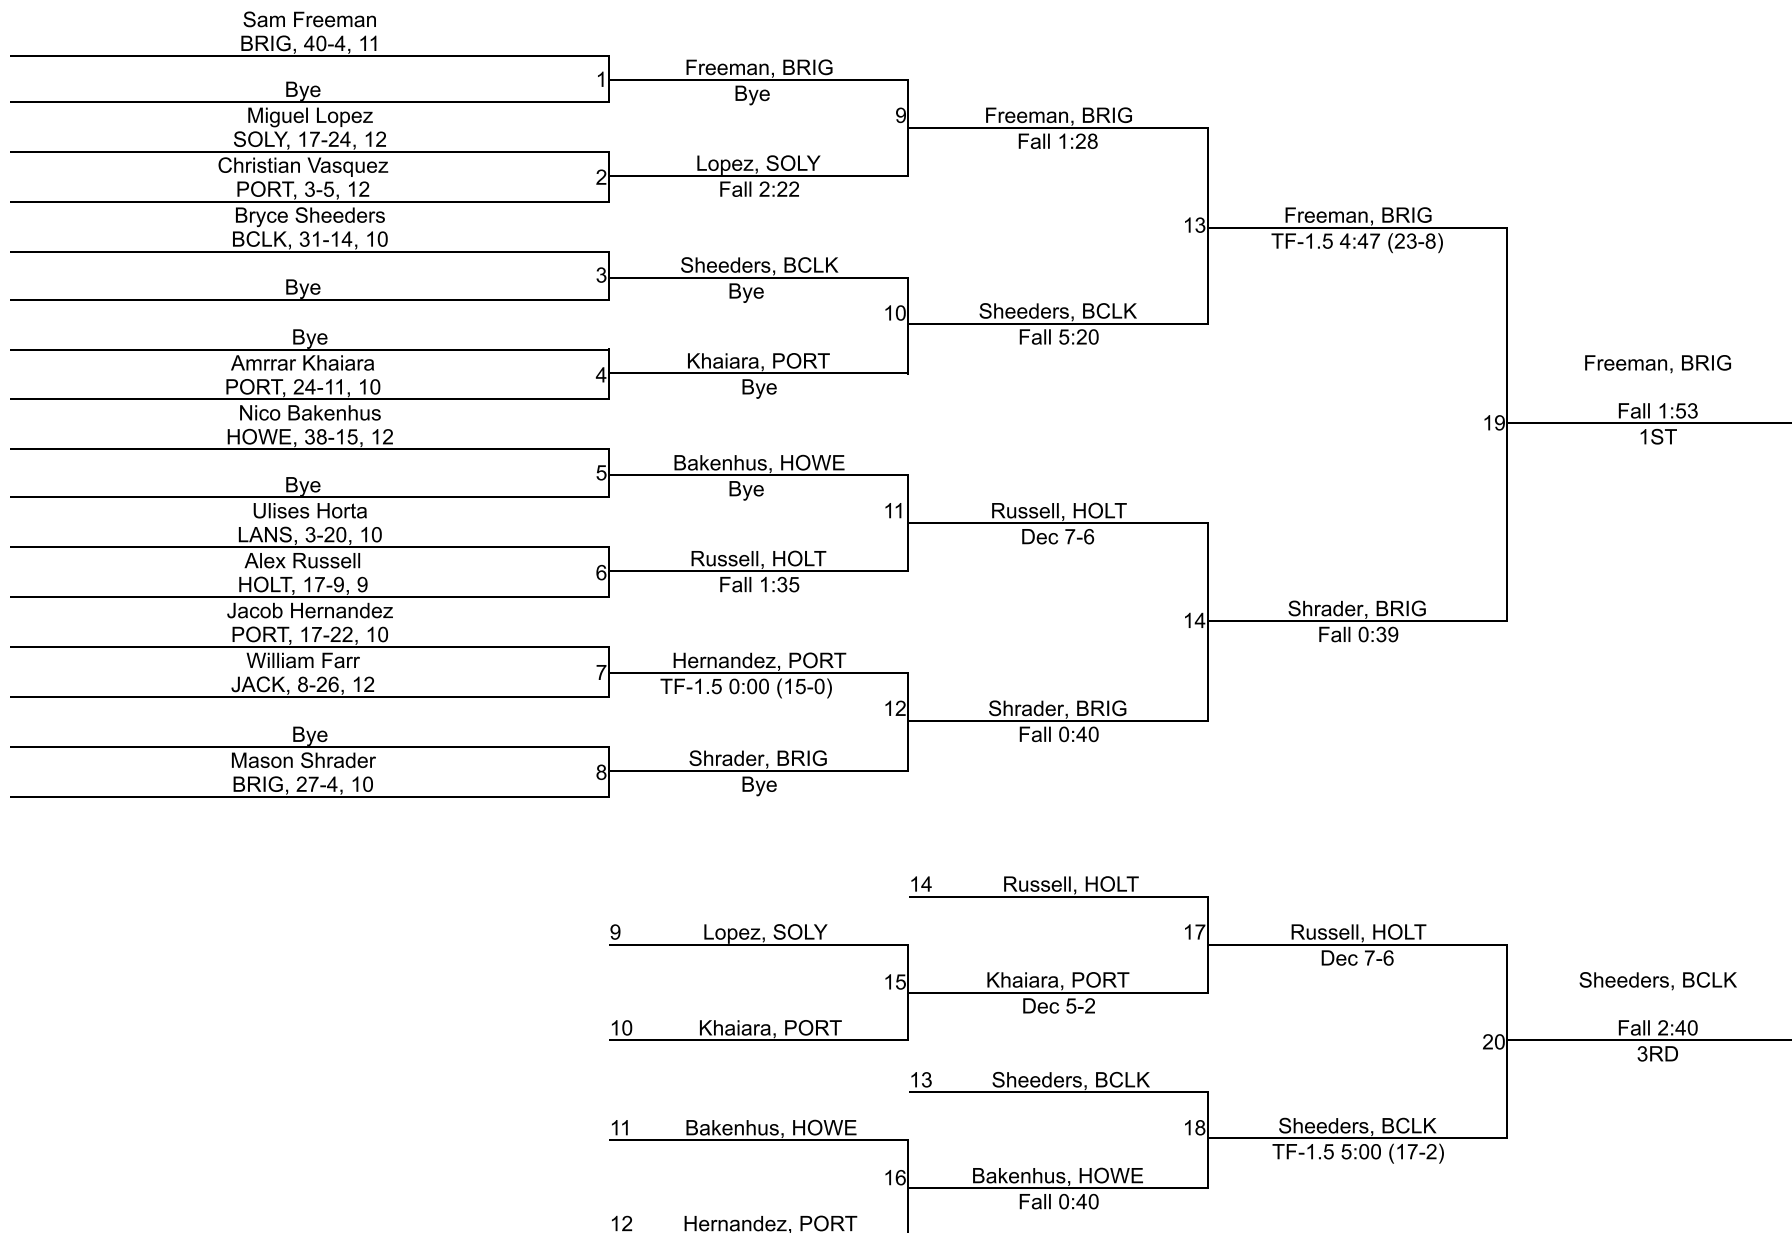 Sam Freeman
BRIG, 40-4, 11
Bye
1
Freeman, BRIG
Bye
Miguel Lopez
SOLY, 17-24, 12
Christian Vasquez
PORT, 3-5, 12
2
Lopez, SOLY
Fall 2:22
9
Freeman, BRIG
Fall 1:28
Bryce Sheeders
BCLK, 31-14, 10
Bye
3
Sheeders, BCLK
Bye
Bye
Amrrar Khaiara
PORT, 24-11, 10
4
Khaiara, PORT
Bye
10
Sheeders, BCLK
Fall 5:20
13
Freeman, BRIG
TF-1.5 4:47 (23-8)
Nico Bakenhus
HOWE, 38-15, 12
Bye
5
Bakenhus, HOWE
Bye
Ulises Horta
LANS, 3-20, 10
Alex Russell
HOLT, 17-9, 9
6
Russell, HOLT
Fall 1:35
11
Russell, HOLT
Dec 7-6
Jacob Hernandez
PORT, 17-22, 10
William Farr
JACK, 8-26, 12
7
Hernandez, PORT
TF-1.5 0:00 (15-0)
Bye
Mason Shrader
BRIG, 27-4, 10
8
Shrader, BRIG
Bye
12
Shrader, BRIG
Fall 0:40
14
Shrader, BRIG
Fall 0:39
19
Freeman, BRIG
Fall 1:53
1ST
14
Russell, HOLT
9
Lopez, SOLY
10
Khaiara, PORT
15
Khaiara, PORT
Dec 5-2
17
Russell, HOLT
Dec 7-6
13
Sheeders, BCLK
11
Bakenhus, HOWE
12
Hernandez, PORT
16
Bakenhus, HOWE
Fall 0:40
18
Sheeders, BCLK
TF-1.5 5:00 (17-2)
20
Sheeders, BCLK
Fall 2:40
3RD